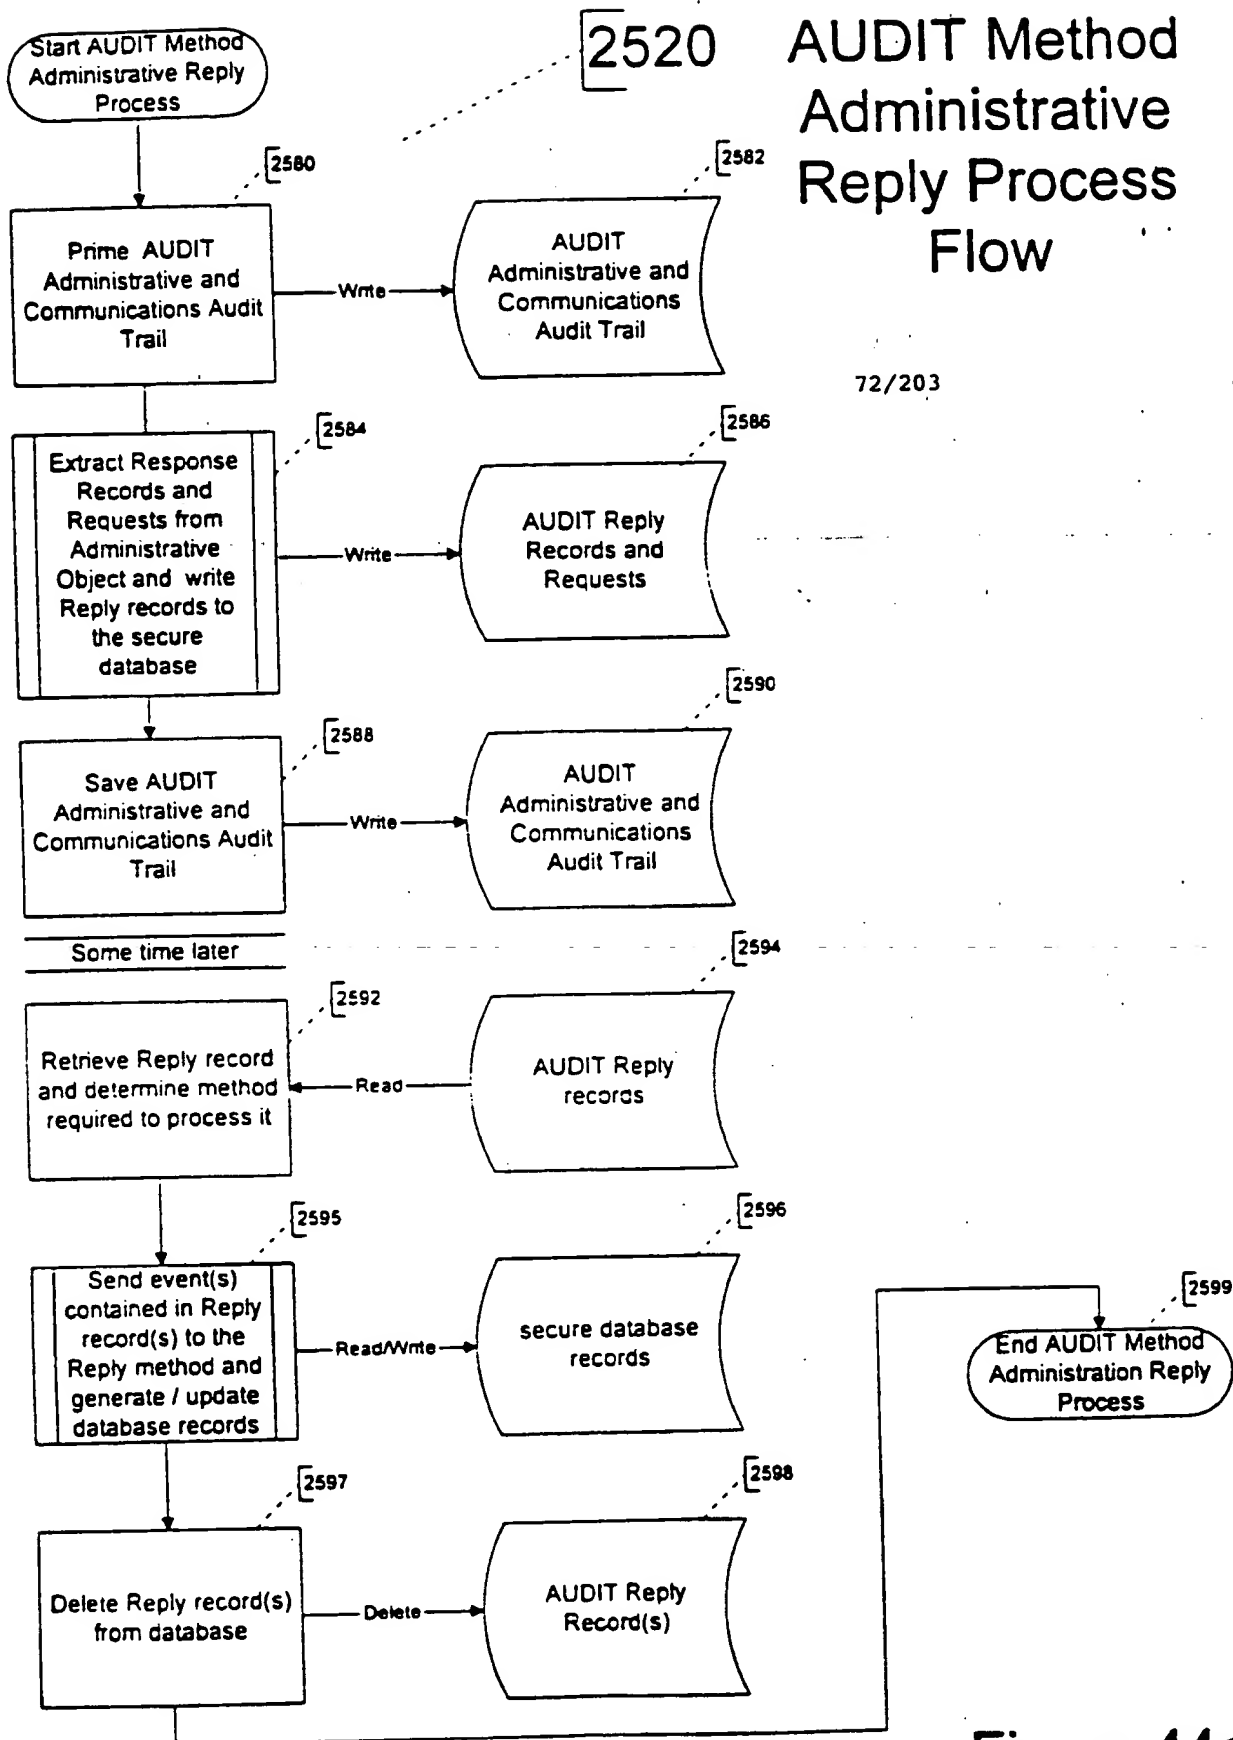 2520
AUDIT Method
Administrative
Reply Process
Flow
72/203
Start AUDIT Method
Administrative Reply
Process
2580
Prime AUDIT
Administrative and
Communications Audit
Trail
Write
2582
AUDIT
Administrative and
Communications
Audit Trail
2584
Extract Response
Records and
Requests from
Administrative
Object and write
Reply records to
the secure
database
Write
2586
AUDIT Reply
Records and
Requests
2588
Save AUDIT
Administrative and
Communications Audit
Trail
Write
2590
AUDIT
Administrative and
Communications
Audit Trail
Some time later
2592
Retrieve Reply record
and determine method
required to process it
Read
2594
AUDIT Reply
records
2595
Send event(s)
contained in Reply
record(s) to the
Reply method and
generate / update
database records
Read/Write
2596
secure database
records
2597
Delete Reply record(s)
from database
Delete
2598
AUDIT Reply
Record(s)
2599
End AUDIT Method
Administration Reply
Process